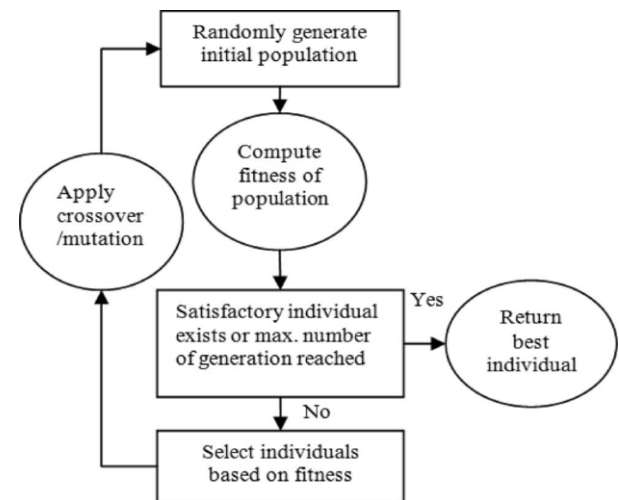 Randomly generate
initial population
Compute
fitness of
population
Apply
crossover
/mutation
Satisfactory individual
exists or max. number
of generation reached
Yes
Return
best
individual
No
Select individuals
based on fitness